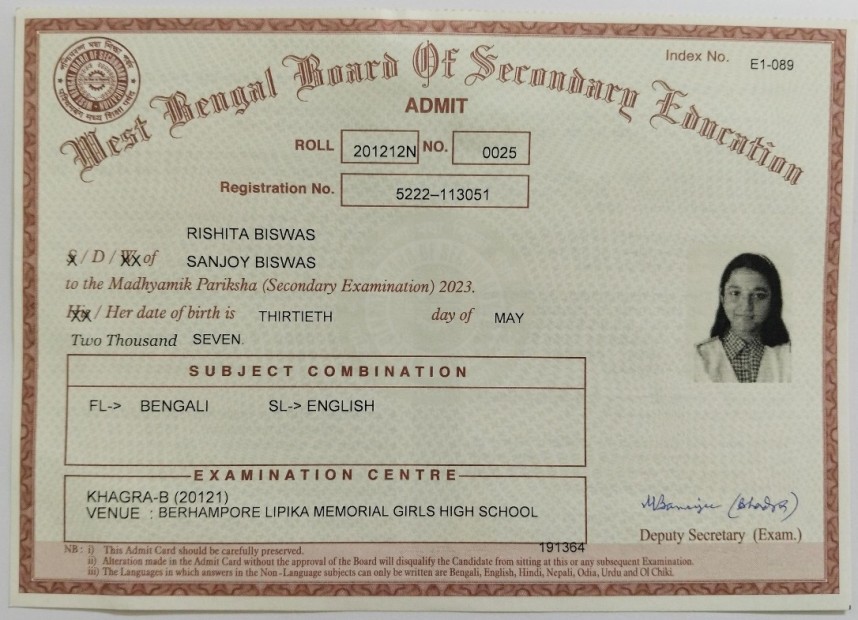 West Bengal Board Of Secondary Education
Index No. E1-089
ADMIT
ROLL 201212N NO. 0025
Registration No. 5222–113051
RISHITA BISWAS
S / D / W of SANJOY BISWAS
to the Madhyamik Pariksha (Secondary Examination) 2023.
/ Her date of birth is THIRTIETH day of MAY
Two Thousand SEVEN.
SUBJECT COMBINATION
FL-> BENGALI SL-> ENGLISH
EXAMINATION CENTRE
KHAGRA-B (20121)
VENUE : BERHAMPORE LIPIKA MEMORIAL GIRLS HIGH SCHOOL
191364
Deputy Secretary (Exam.)
NB : i) This Admit Card should be carefully preserved.
ii) Alteration made in the Admit Card without the approval of the Board will disqualify the Candidate from sitting at this or any subsequent Examination.
iii) The Languages in which answers in the Non-Language subjects can only be written are Bengali, English, Hindi, Nepali, Odia, Urdu and Ol Chiki.